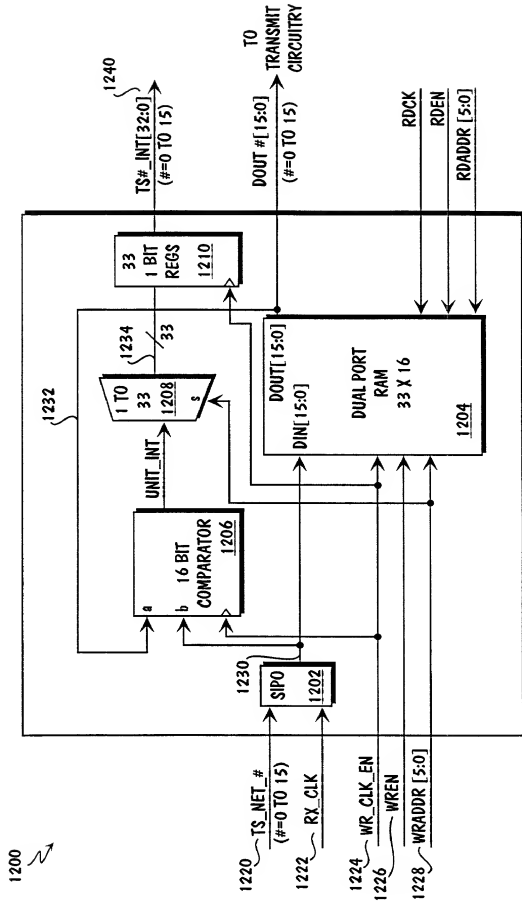 1200
1220
TS_NET_#
(#=0 TO 15)
1222
RX_CLK
1224
WR_CLK_EN
1226
WREN
1228
WRADDR [5:0]
SIPO
1202
1230
1232
a
b
16 BIT
COMPARATOR
1206
UNIT_INT
1 TO
33
1208
s
1234
33
33
1 BIT
REGS
1210
TS#_INT[32:0]
(#=0 TO 15)
1240
DOUT #[15:0]
(#=0 TO 15)
TO
TRANSMIT
CIRCUITRY
DIN[15:0]
DOUT[15:0]
DUAL PORT
RAM
33 X 16
1204
RDCK
RDEN
RDADDR [5:0]